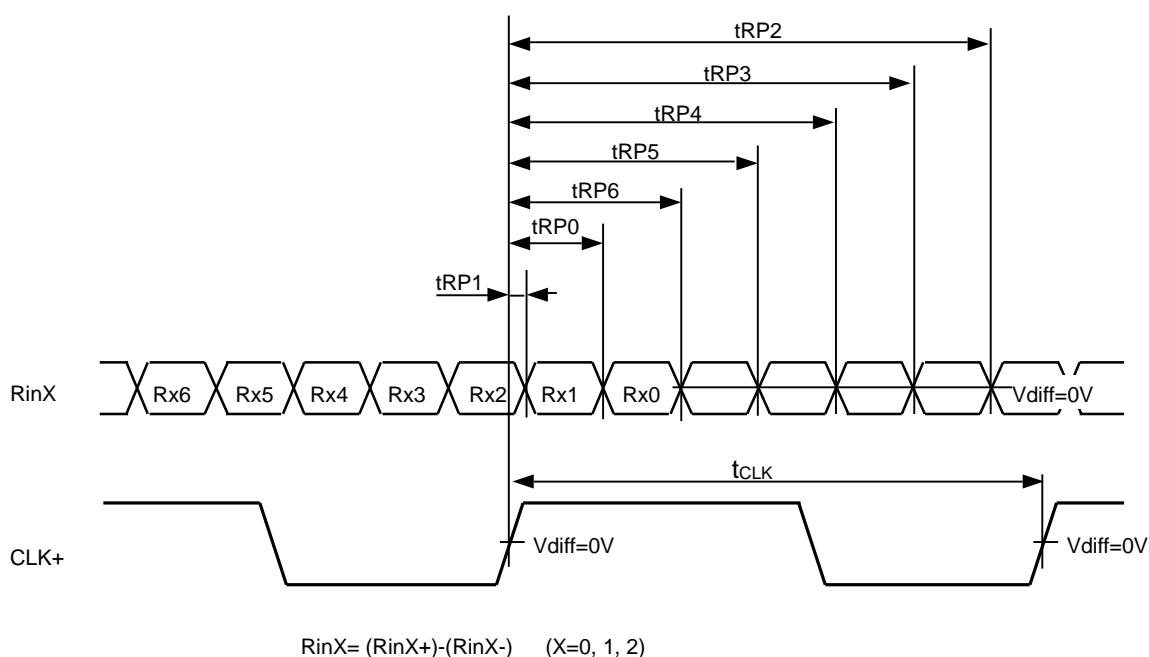 tRP2
tRP3
tRP4
tRP5
tRP6
tRP0
tRP1
RinX Rx6 Rx5 Rx4 Rx3 Rx2 Rx1 Rx0 Vdiff=0V
tCLK
CLK+ Vdiff=0V Vdiff=0V
RinX= (RinX+)-(RinX-) (X=0, 1, 2)